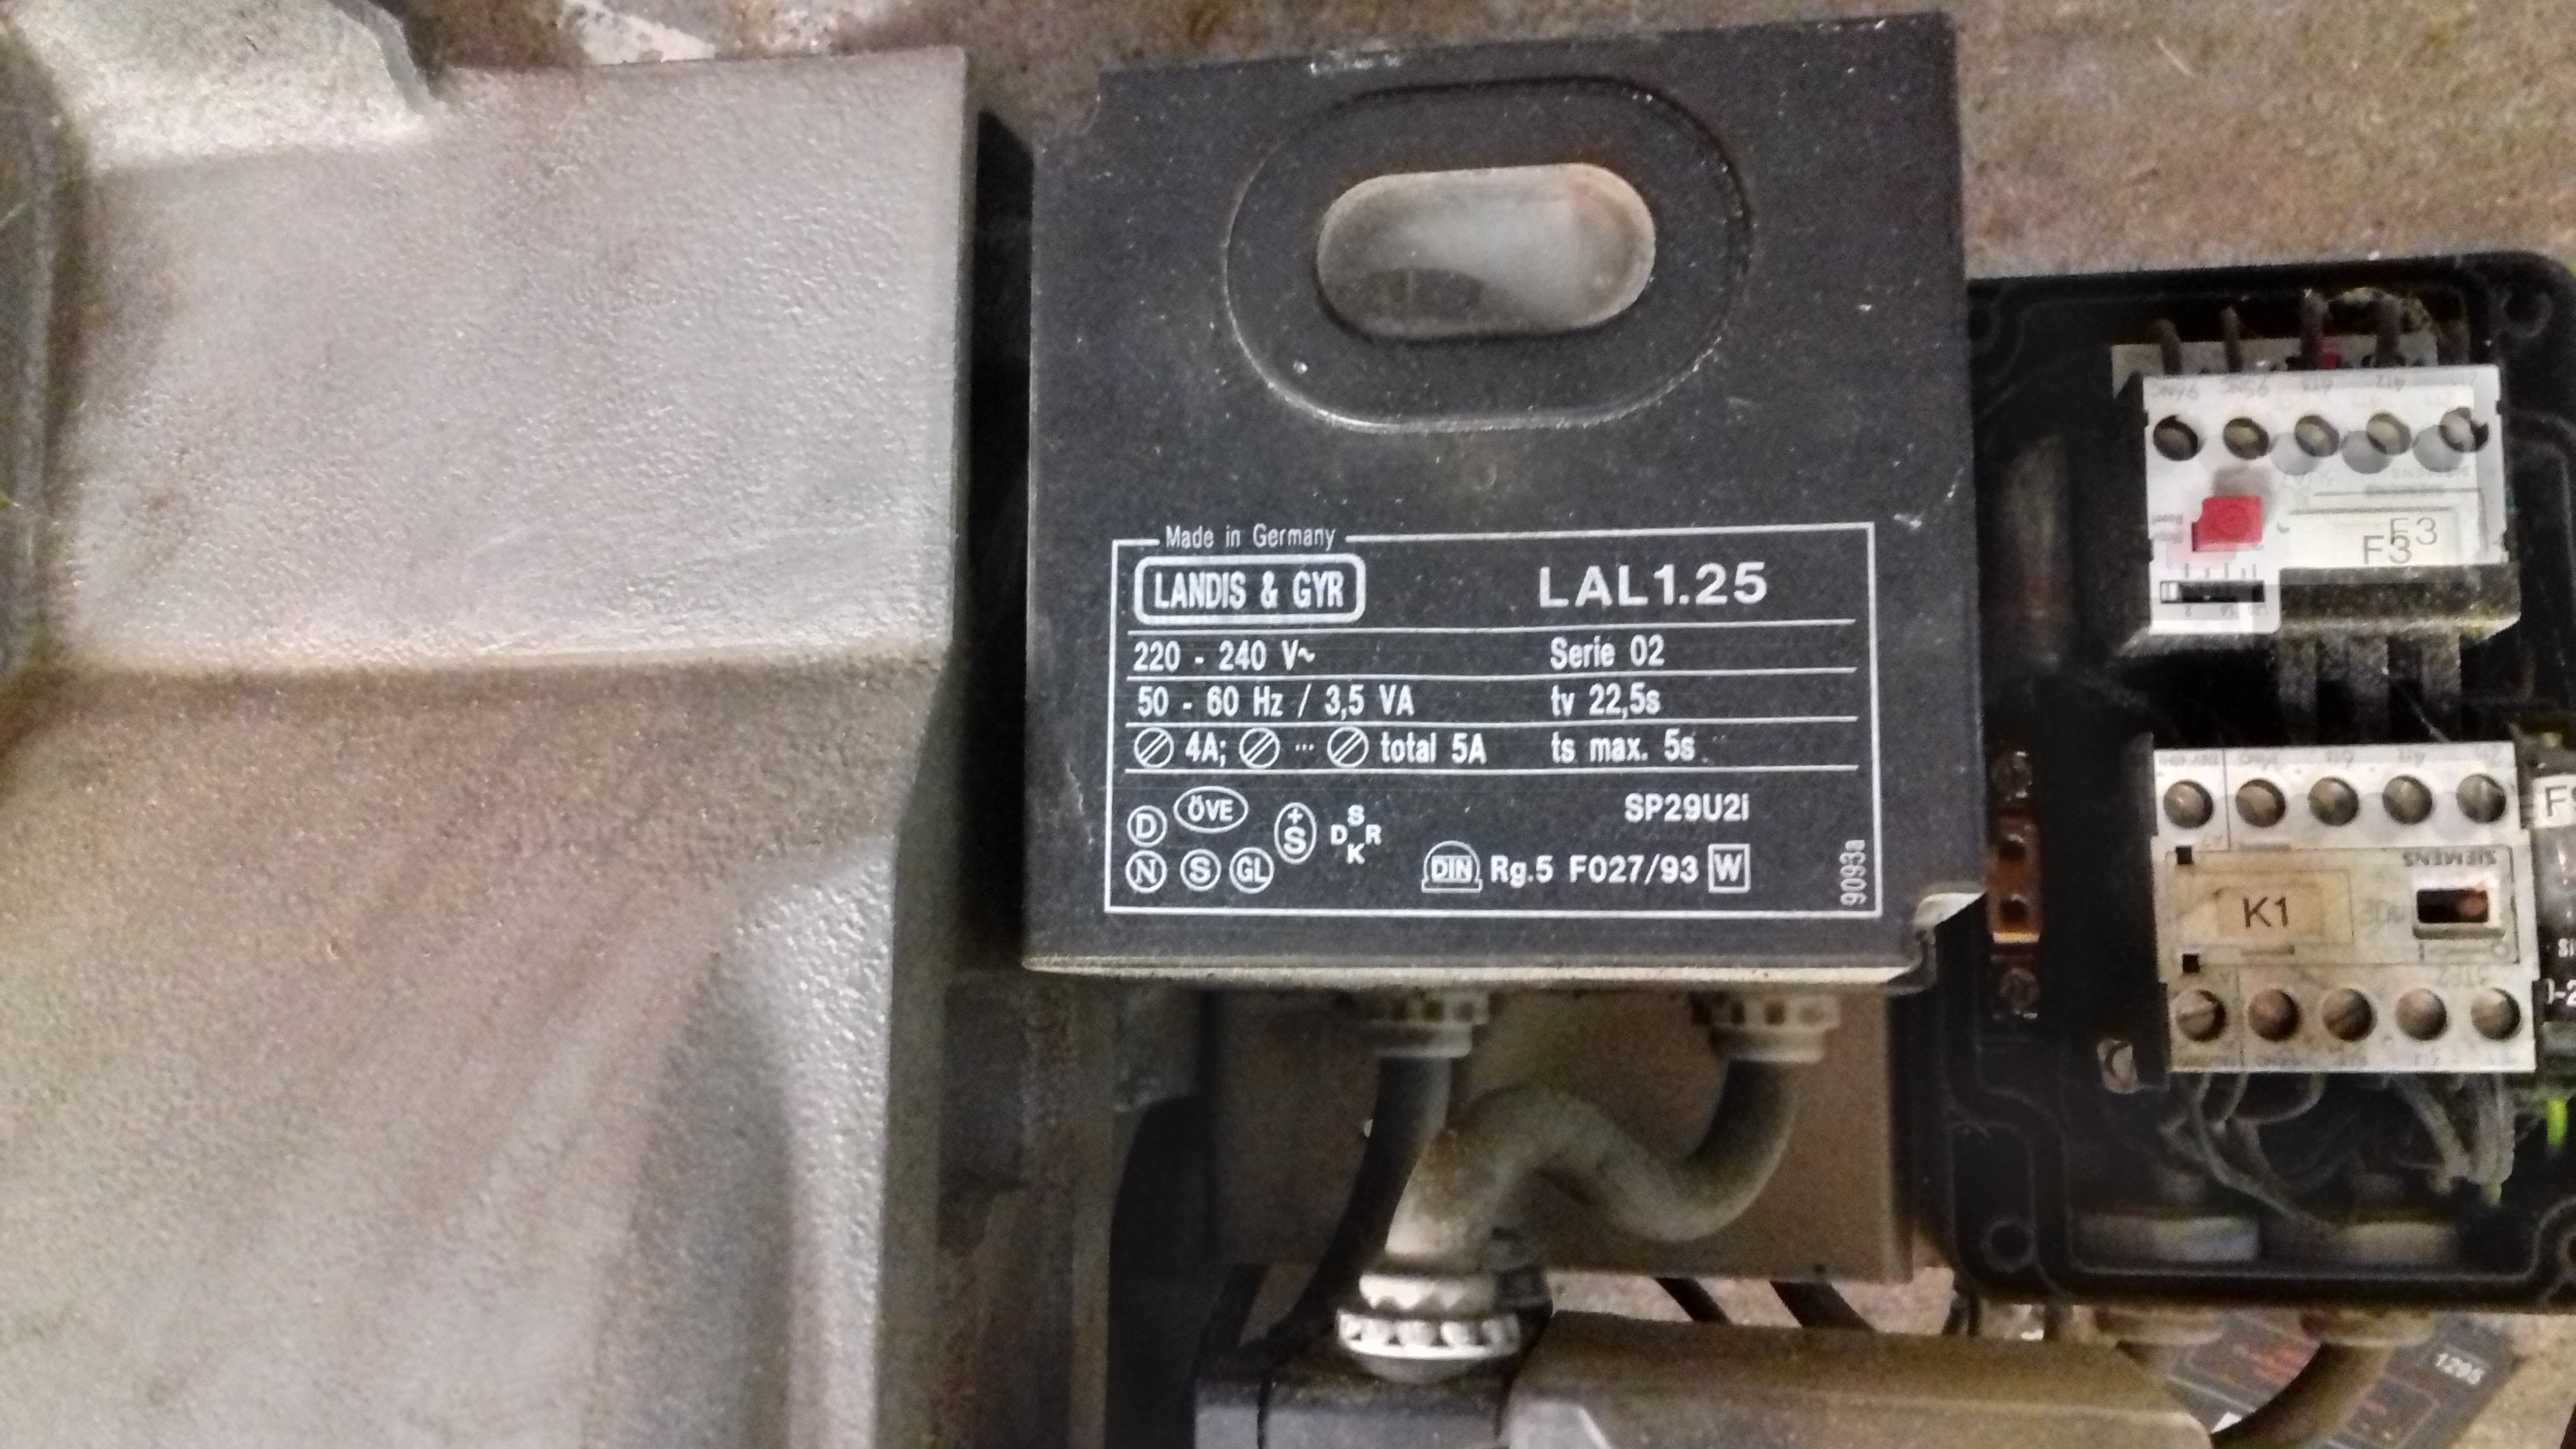 Made in Germany
LANDIS & GYR LAL1.25
220 - 240 V~ Serie 02
50 - 60 Hz / 3,5 VA tv 22,5s
4A; ... total 5A ts max. 5s
SP29U2i
D ÖVE +S S D R K
N S GL DIN Rg.5 F027/93 W
9093a
F3
F3
SIEMENS
K1
1295